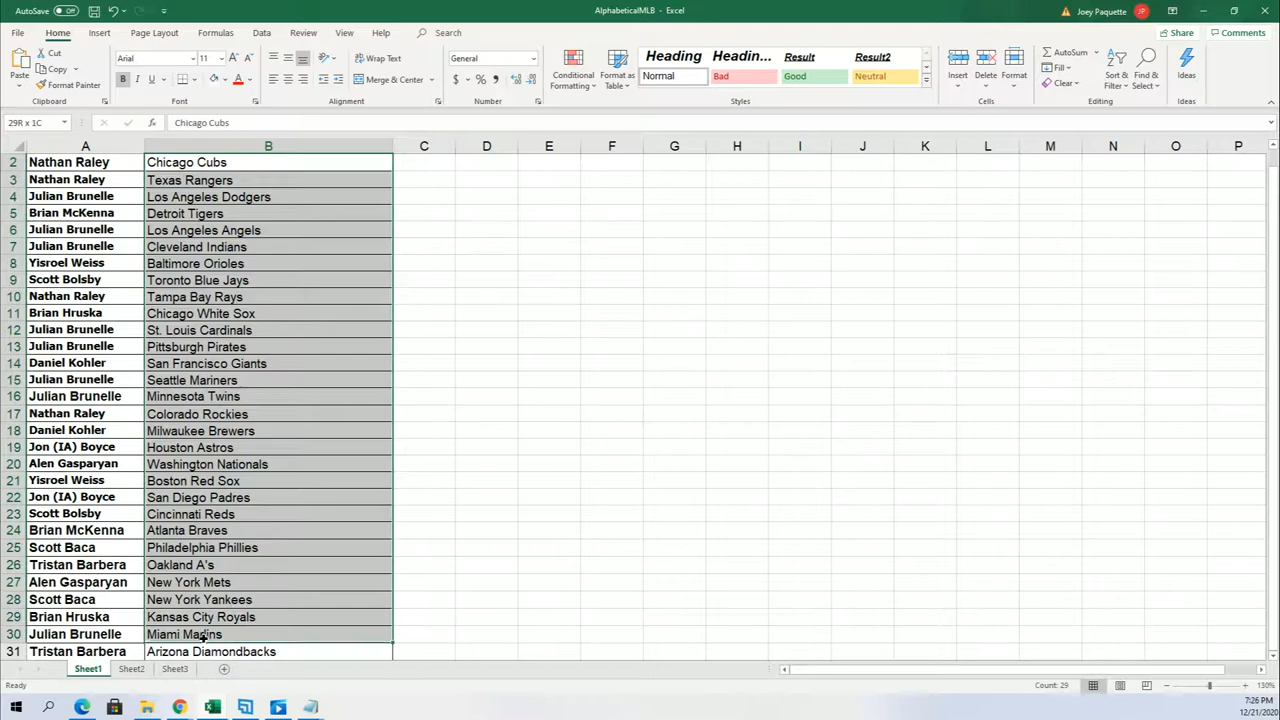 AutoSave Off AlphabeticalMLB - Excel Joey Paquette JP
File Home Insert Page Layout Formulas Data Review View Help Search Share Comments
Paste Cut Copy Format Painter Clipboard
Arial 11 A A B I U A Font
Wrap Text Merge & Center Alignment
General $ % Number
Conditional Formatting Format as Table Heading Headin... Result Result2 Normal Bad Good Neutral Styles
Insert Delete Format Cells
AutoSum Fill Clear Sort & Filter Find & Select Editing
Ideas Ideas
29R x 1C fx Chicago Cubs
A B C D E F G H I J K L M N O P
2 Nathan Raley Chicago Cubs
3 Nathan Raley Texas Rangers
4 Julian Brunelle Los Angeles Dodgers
5 Brian McKenna Detroit Tigers
6 Julian Brunelle Los Angeles Angels
7 Julian Brunelle Cleveland Indians
8 Yisroel Weiss Baltimore Orioles
9 Scott Bolsby Toronto Blue Jays
10 Nathan Raley Tampa Bay Rays
11 Brian Hruska Chicago White Sox
12 Julian Brunelle St. Louis Cardinals
13 Julian Brunelle Pittsburgh Pirates
14 Daniel Kohler San Francisco Giants
15 Julian Brunelle Seattle Mariners
16 Julian Brunelle Minnesota Twins
17 Nathan Raley Colorado Rockies
18 Daniel Kohler Milwaukee Brewers
19 Jon (IA) Boyce Houston Astros
20 Alen Gasparyan Washington Nationals
21 Yisroel Weiss Boston Red Sox
22 Jon (IA) Boyce San Diego Padres
23 Scott Bolsby Cincinnati Reds
24 Brian McKenna Atlanta Braves
25 Scott Baca Philadelphia Phillies
26 Tristan Barbera Oakland A's
27 Alen Gasparyan New York Mets
28 Scott Baca New York Yankees
29 Brian Hruska Kansas City Royals
30 Julian Brunelle Miami Marlins
31 Tristan Barbera Arizona Diamondbacks
Sheet1 Sheet2 Sheet3
Ready Count: 29 130%
7:26 PM
12/21/2020